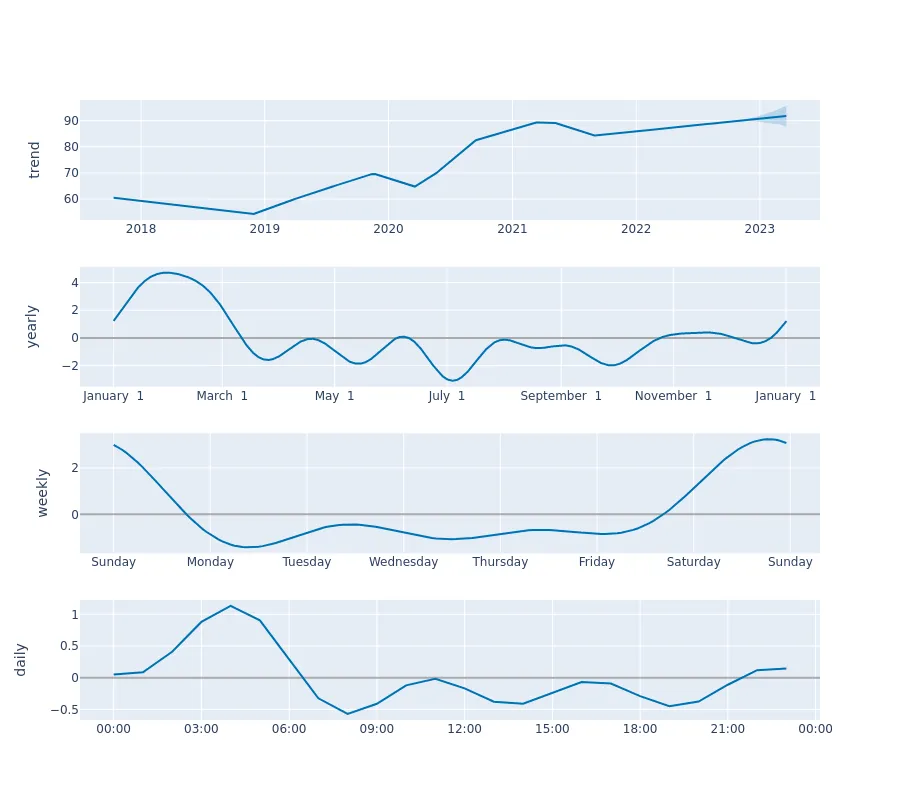 trend
90
80
70
60
2018 2019 2020 2021 2022 2023
yearly
4
2
0
−2
January 1 March 1 May 1 July 1 September 1 November 1 January 1
weekly
2
0
Sunday Monday Tuesday Wednesday Thursday Friday Saturday Sunday
daily
1
0.5
0
−0.5
00:00 03:00 06:00 09:00 12:00 15:00 18:00 21:00 00:00